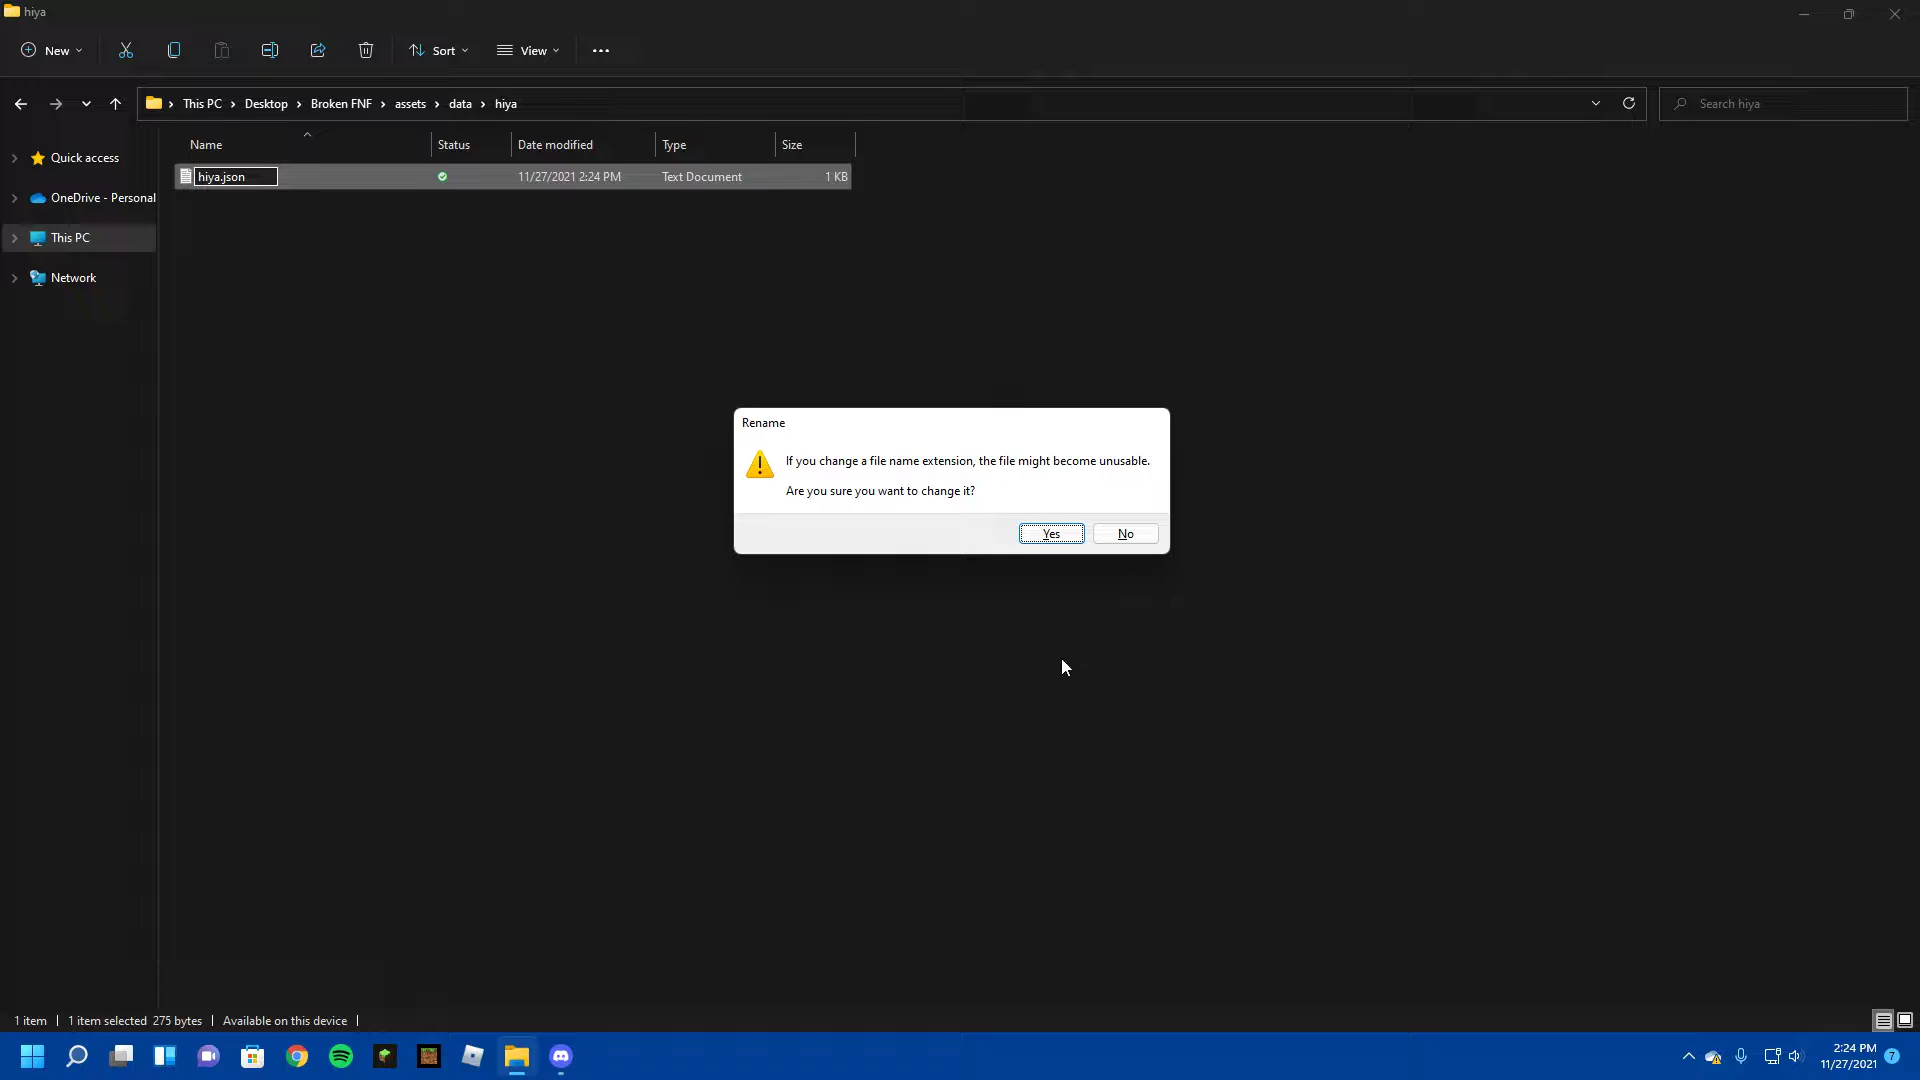 hiya
New
Sort
View
This PC
Desktop
Broken FNF
assets
data
hiya
Search hiya
Name
Status
Date modified
Type
Size
hiya.json
11/27/2021 2:24 PM
Text Document
1 KB
Quick access
OneDrive - Personal
This PC
Network
Rename
If you change a file name extension, the file might become unusable.
Are you sure you want to change it?
Yes
No
1 item
1 item selected 275 bytes
Available on this device
2:24 PM
11/27/2021
7